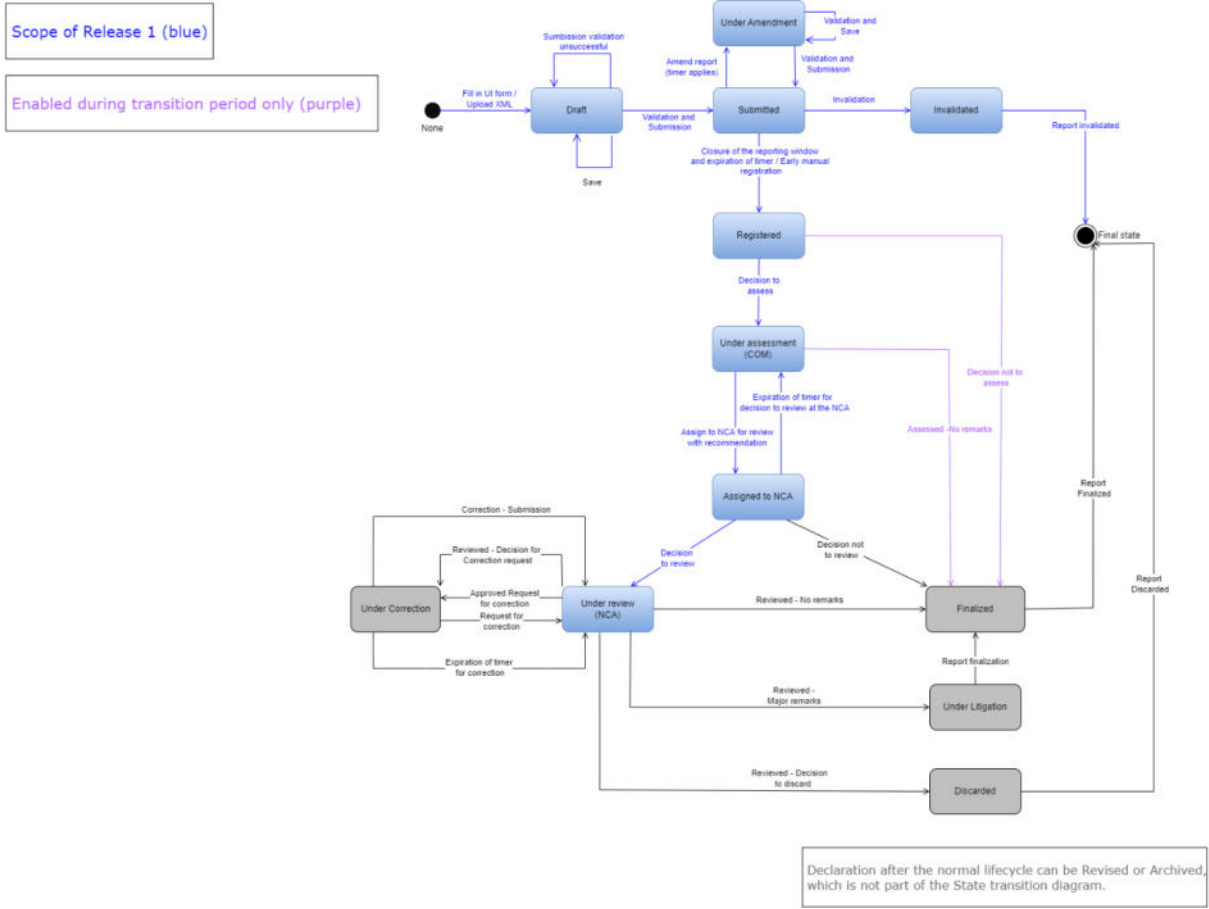 Scope of Release 1 (blue)
Enabled during transition period only (purple)
Under Amendment
Validation and
Save
Sumbission validation
unsuccessful
Amend report
(timer applies)
Validation and
Submission
Fill in UI form /
Upload XML
None
Draft
Validation and
Submission
Submitted
Invalidation
Invalidated
Report invalidated
Save
Closure of the reporting window
and expiration of timer / Early manual
registration
Registered
Final state
Decision to
assess
Under assessment
(COM)
Decision not to
assess
Expiration of timer for
decision to review at the NCA
Assign to NCA for review
with recommendation
Assessed -No remarks
Assigned to NCA
Report
Finalized
Correction - Submission
Decision
to review
Decision not
to review
Reviewed - Decision for
Correction request
Report
Discarded
Under Correction
Approved Request
for correction
Request for
correction
Under review
(NCA)
Reviewed - No remarks
Finalized
Expiration of timer
for correction
Report finalization
Reviewed -
Major remarks
Under Litigation
Reviewed - Decision
to discard
Discarded
Declaration after the normal lifecycle can be Revised or Archived,
which is not part of the State transition diagram.